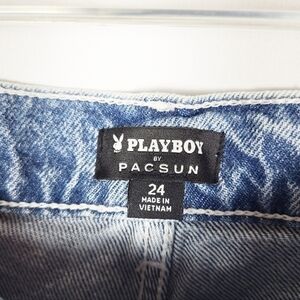 PLAYBOY
BY
PACSUN
24
MADE IN
VIETNAM